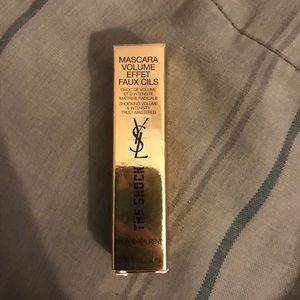 MASCARA
VOLUME
EFFET
FAUX CILS
CHOC DE VOLUME
ET D'INTENSITÉ
MAÎTRISE RADICALE
SHOCKING VOLUME
& INTENSITY
TRULY MASTERED
YSL
THE SHOCK